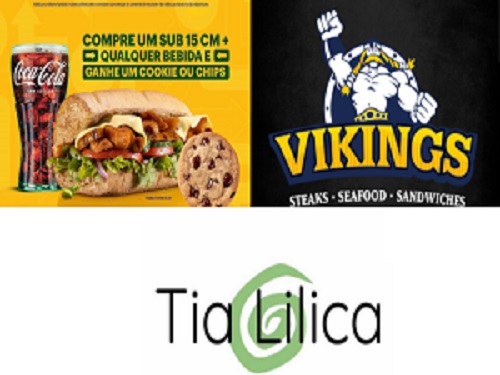 COMPRE UM SUB 15 CM +
QUALQUER BEBIDA E
GANHE UM COOKIE OU CHIPS
Coca-Cola
VIKINGS
STEAKS · SEAFOOD · SANDWICHES
Tia Lilica